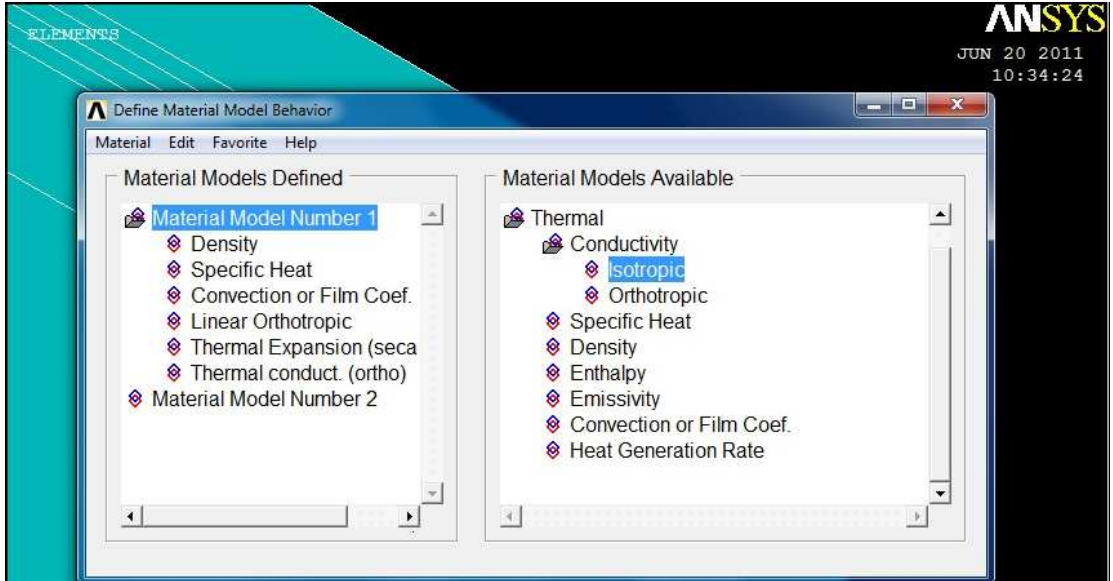 ELEMENTS
ANSYS
JUN 20 2011
10:34:24
Define Material Model Behavior
Material Edit Favorite Help
Material Models Defined
Material Model Number 1
Density
Specific Heat
Convection or Film Coef.
Linear Orthotropic
Thermal Expansion (seca
Thermal conduct. (ortho)
Material Model Number 2
Material Models Available
Thermal
Conductivity
Isotropic
Orthotropic
Specific Heat
Density
Enthalpy
Emissivity
Convection or Film Coef.
Heat Generation Rate